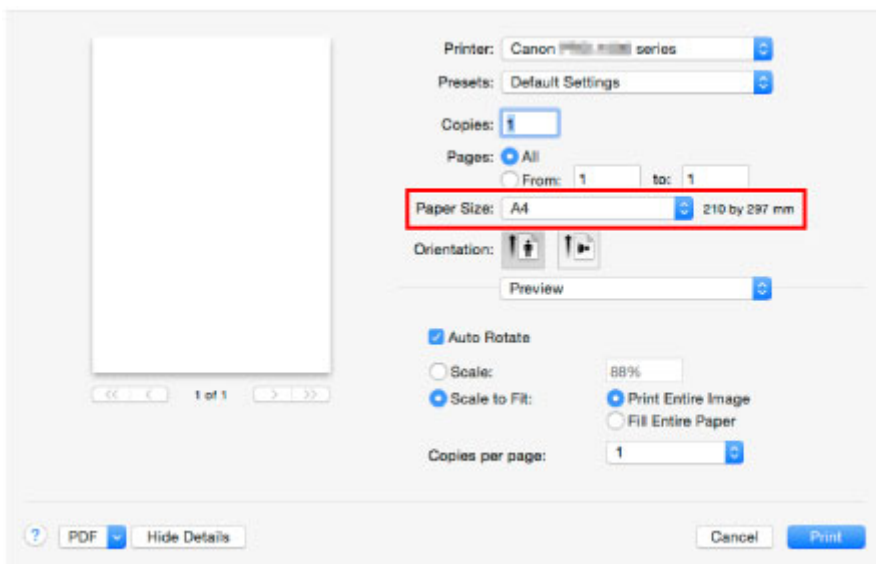 Printer: Canon series
Presets: Default Settings
Copies: 1
Pages: All
From: 1 to: 1
Paper Size: A4 210 by 297 mm
Orientation:
Preview
Auto Rotate
Scale: 88%
Scale to Fit: Print Entire Image
Fill Entire Paper
Copies per page: 1
<< < 1 of 1 > >>
? PDF Hide Details Cancel Print